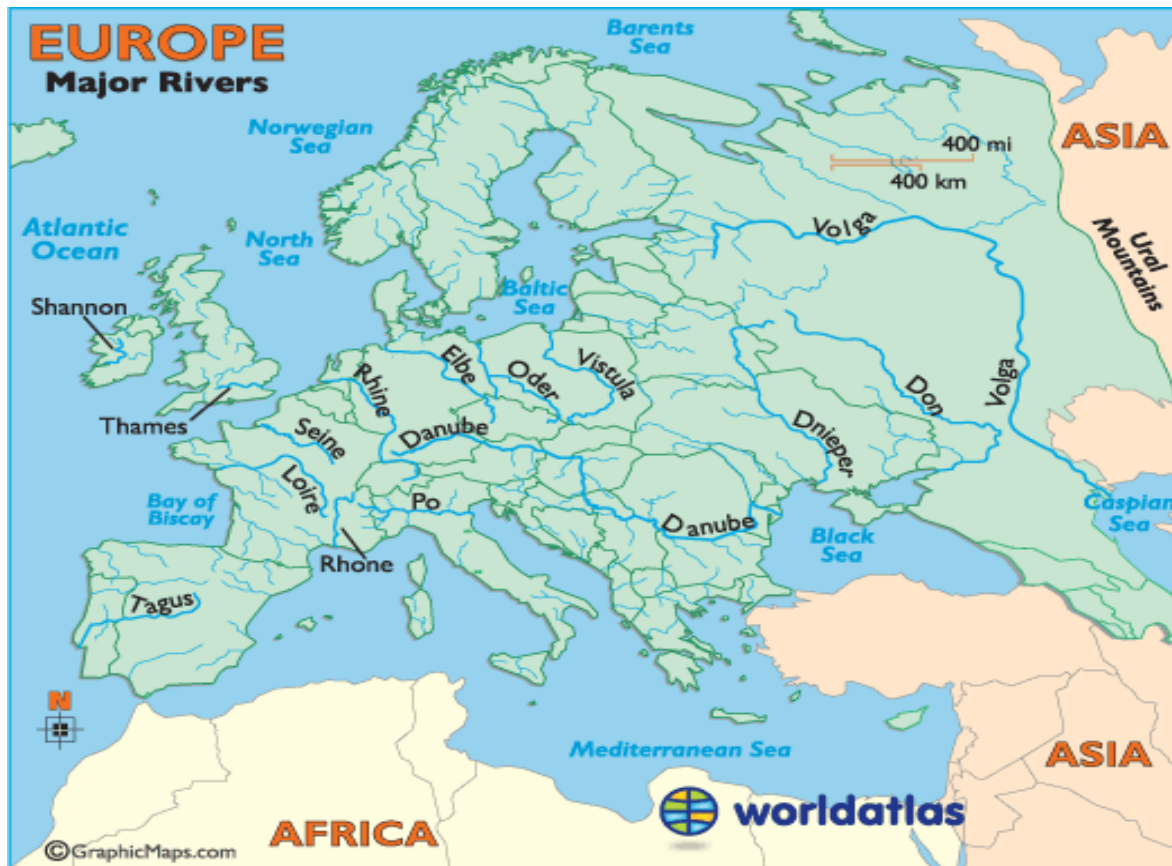 EUROPE
Major Rivers
Barents
Sea
Norwegian
Sea
ASIA
400 mi
400 km
Ural
Mountains
Atlantic
Ocean
North
Sea
Volga
Baltic
Sea
Shannon
Thames
Elbe
Oder
Vistula
Rhine
Don
Volga
Seine
Danube
Dnieper
Loire
Po
Bay of
Biscay
Rhone
Danube
Black
Sea
Caspian
Sea
Tagus
N
Mediterranean Sea
ASIA
AFRICA
worldatlas
©GraphicMaps.com